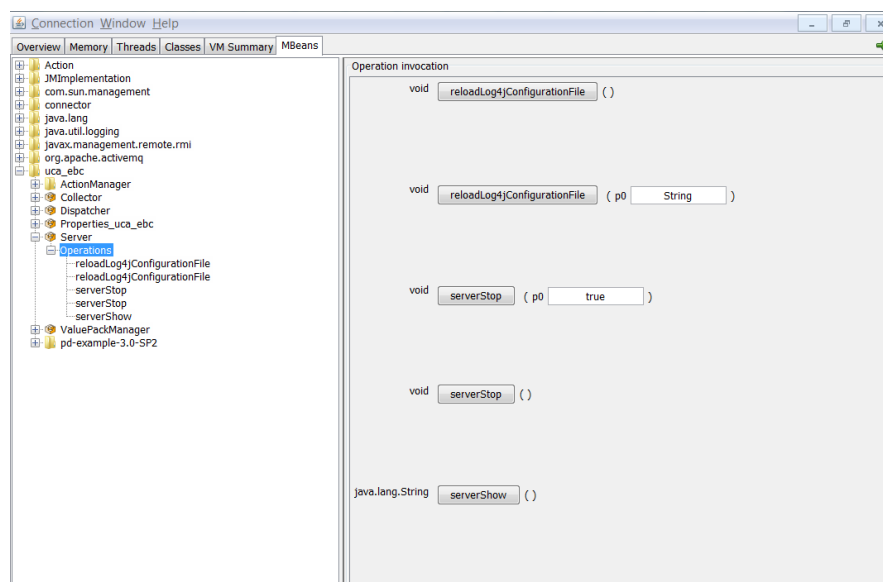 Connection Window Help
Overview Memory Threads Classes VM Summary MBeans
Action
JMImplementation
com.sun.management
connector
java.lang
java.util.logging
javax.management.remote.rmi
org.apache.activemq
uca_ebc
ActionManager
Collector
Dispatcher
Properties_uca_ebc
Server
Operations
reloadLog4jConfigurationFile
reloadLog4jConfigurationFile
serverStop
serverStop
serverShow
ValuePackManager
pd-example-3.0-SP2
Operation invocation
void reloadLog4jConfigurationFile ( )
void reloadLog4jConfigurationFile ( p0 String )
void serverStop ( p0 true )
void serverStop ( )
java.lang.String serverShow ( )